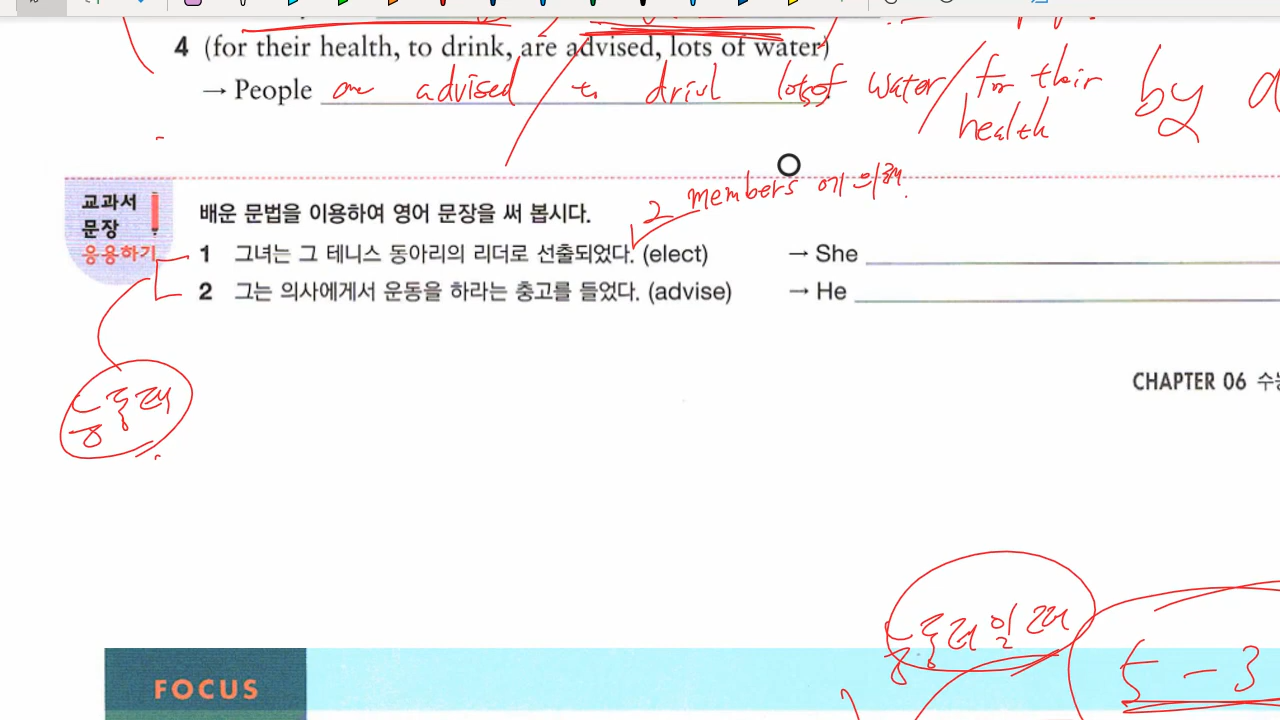 4 (for their health, to drink, are advised, lots of water)
→ People are advised / to drink lots of water / for their health by
교과서 문장 응용하기
배운 문법을 이용하여 영어 문장을 써 봅시다.
2 members 에 의해.
1 그녀는 그 테니스 동아리의 리더로 선출되었다. (elect) → She
2 그는 의사에게서 운동을 하라는 충고를 들었다. (advise) → He
능동태
CHAPTER 06 수능
능동태일 때
5-3
FOCUS